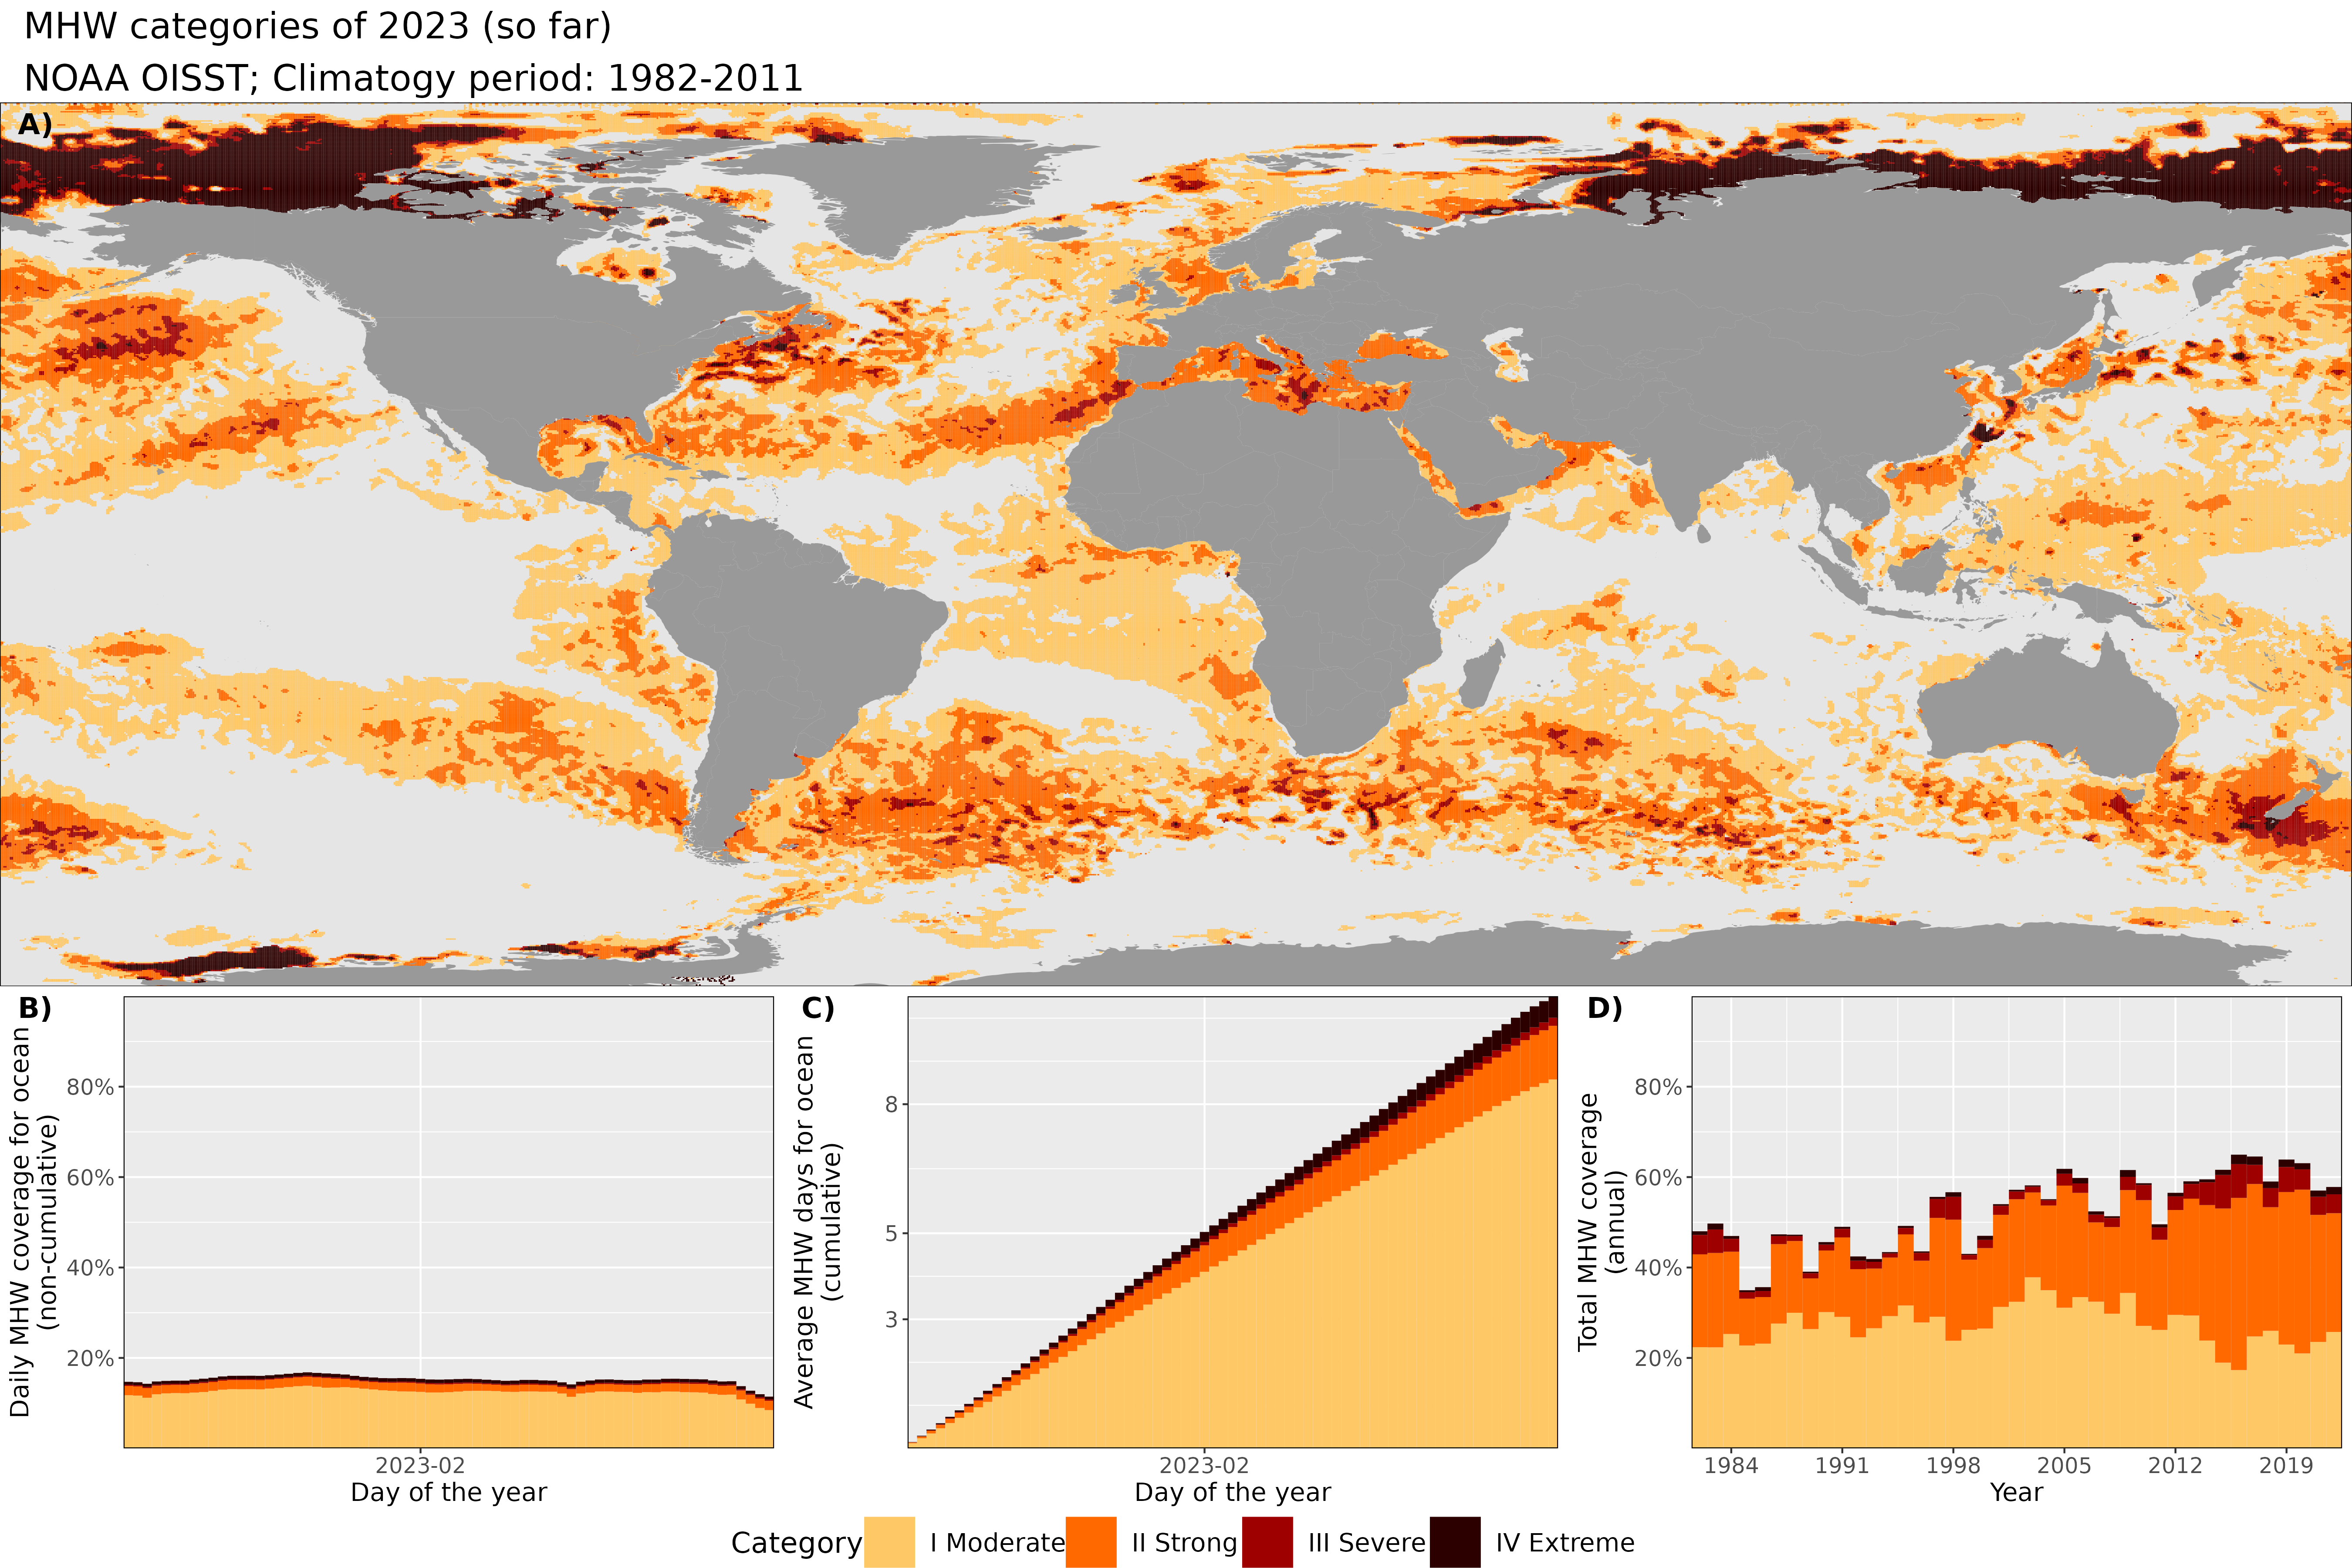 MHW categories of 2023 (so far)
NOAA OISST; Climatogy period: 1982-2011
A)
B)
Daily MHW coverage for ocean
(non-cumulative)
80%
60%
40%
20%
2023-02
Day of the year
C)
Average MHW days for ocean
(cumulative)
8
5
3
2023-02
Day of the year
D)
Total MHW coverage
(annual)
80%
60%
40%
20%
1984 1991 1998 2005 2012 2019
Year
Category I Moderate II Strong III Severe IV Extreme